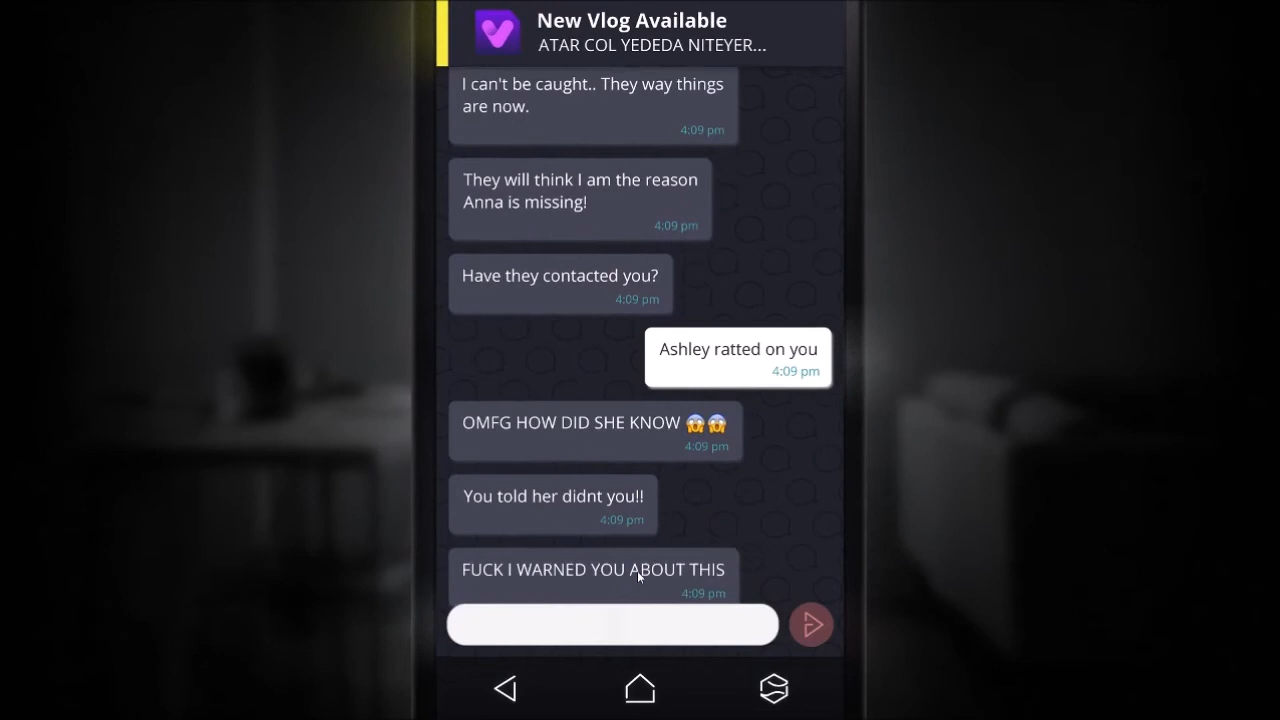 New Vlog Available
ATAR COL YEDEDA NITEYER...
I can't be caught.. They way things
are now.
4:09 pm
They will think I am the reason
Anna is missing!
4:09 pm
Have they contacted you?
4:09 pm
Ashley ratted on you
4:09 pm
OMFG HOW DID SHE KNOW 😱😱
4:09 pm
You told her didnt you!!
4:09 pm
FUCK I WARNED YOU ABOUT THIS
4:09 pm